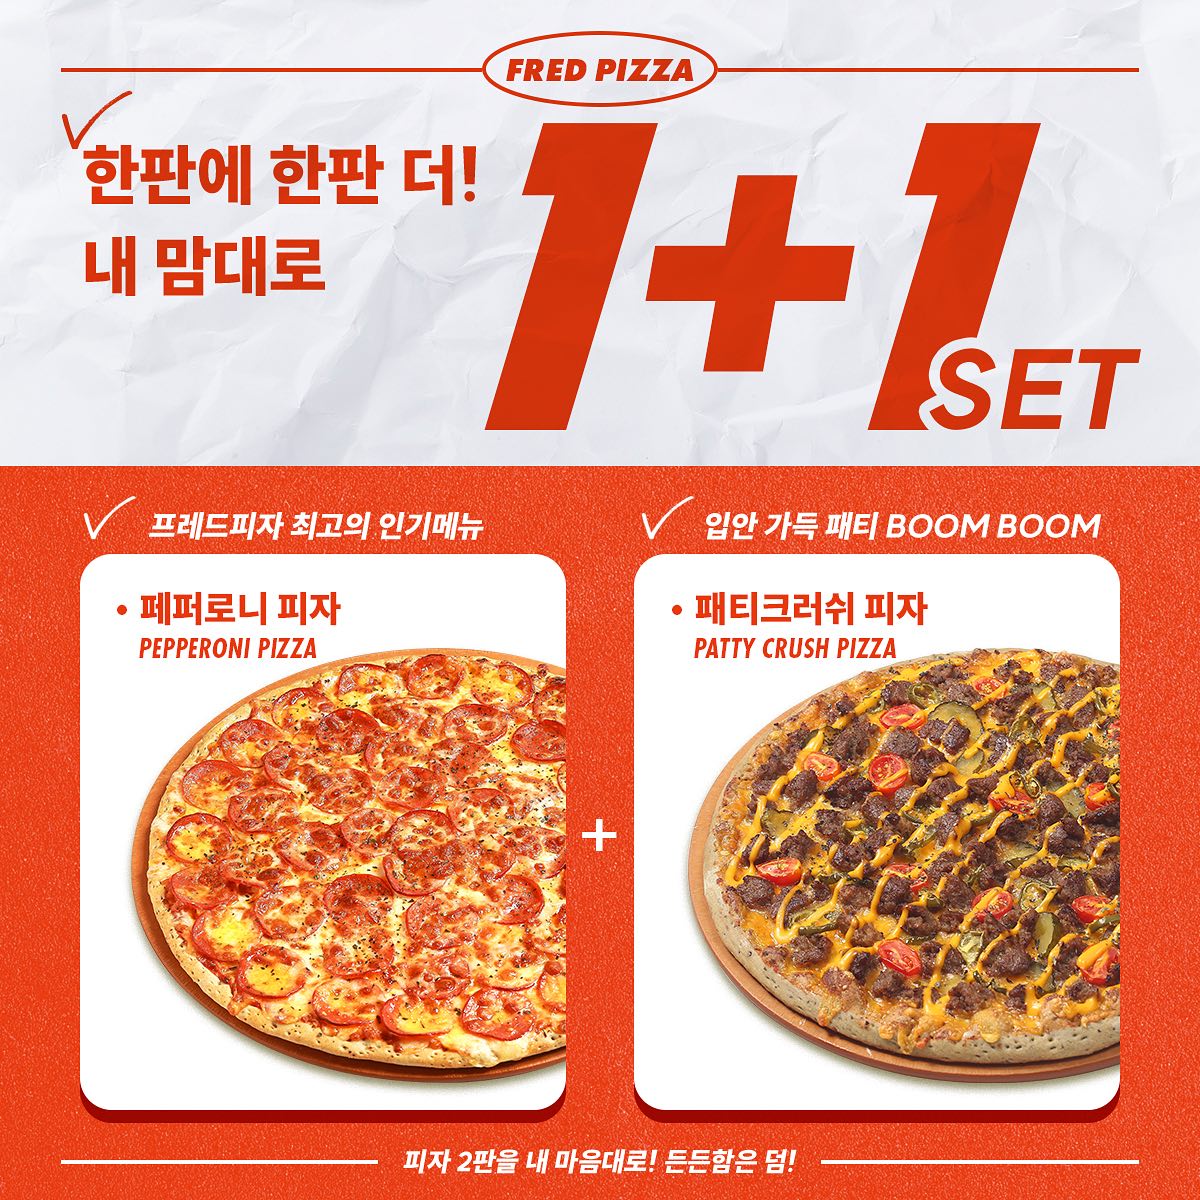 FRED PIZZA
한판에 한판 더!
내 맘대로
1+1
SET
프레드피자 최고의 인기메뉴
• 페퍼로니 피자
PEPPERONI PIZZA
+
입안 가득 패티 BOOM BOOM
• 패티크러쉬 피자
PATTY CRUSH PIZZA
피자 2판을 내 마음대로! 든든함은 덤!